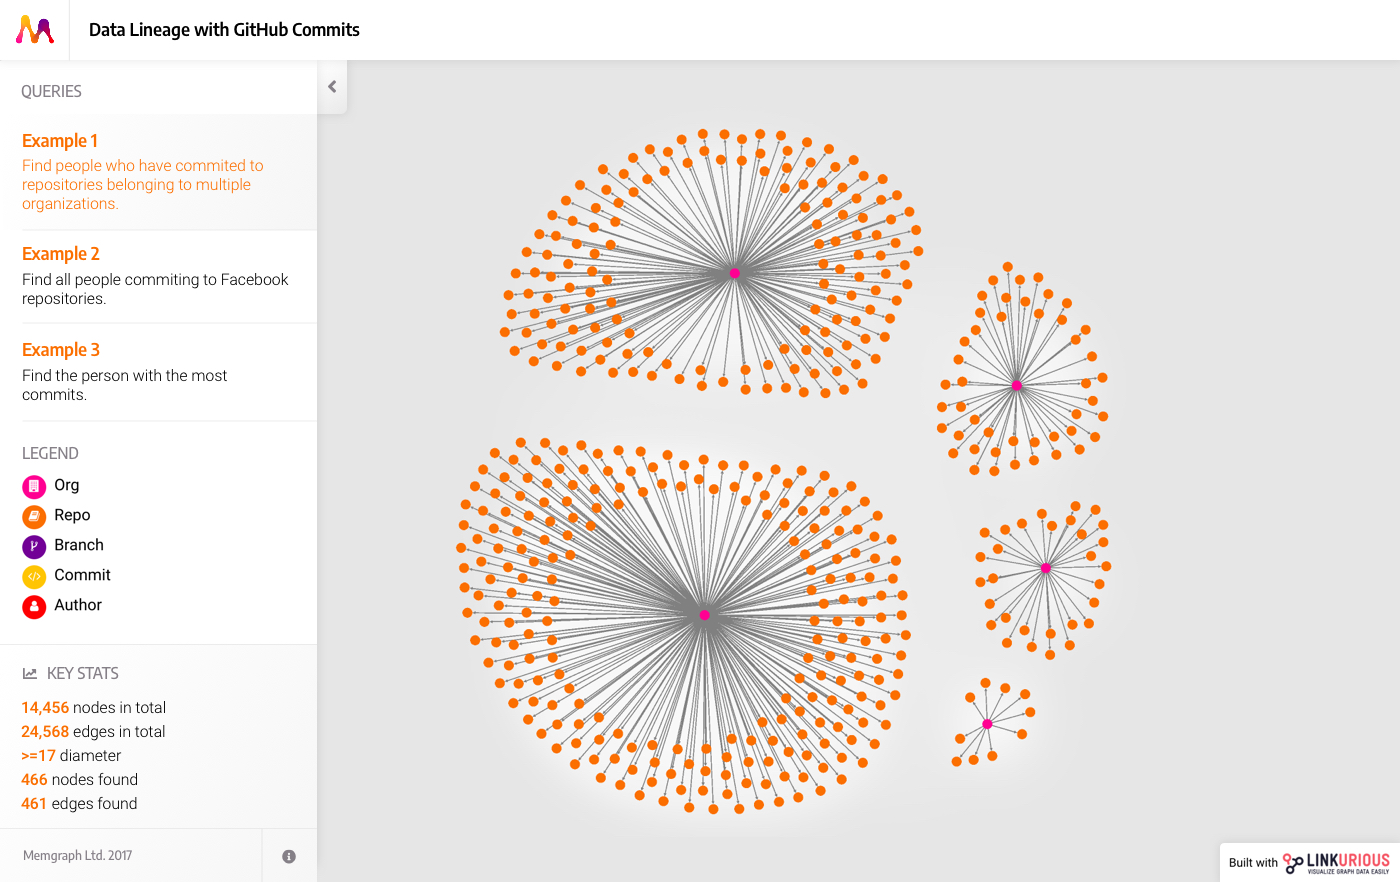 Data Lineage with GitHub Commits
QUERIES
Example 1
Find people who have commited to
repositories belonging to multiple
organizations.
Example 2
Find all people commiting to Facebook
repositories.
Example 3
Find the person with the most
commits.
LEGEND
Org
Repo
Branch
Commit
Author
KEY STATS
14,456 nodes in total
24,568 edges in total
>=17 diameter
466 nodes found
461 edges found
Memgraph Ltd. 2017
Built with LINKURIOUS
VISUALIZE GRAPH DATA EASILY